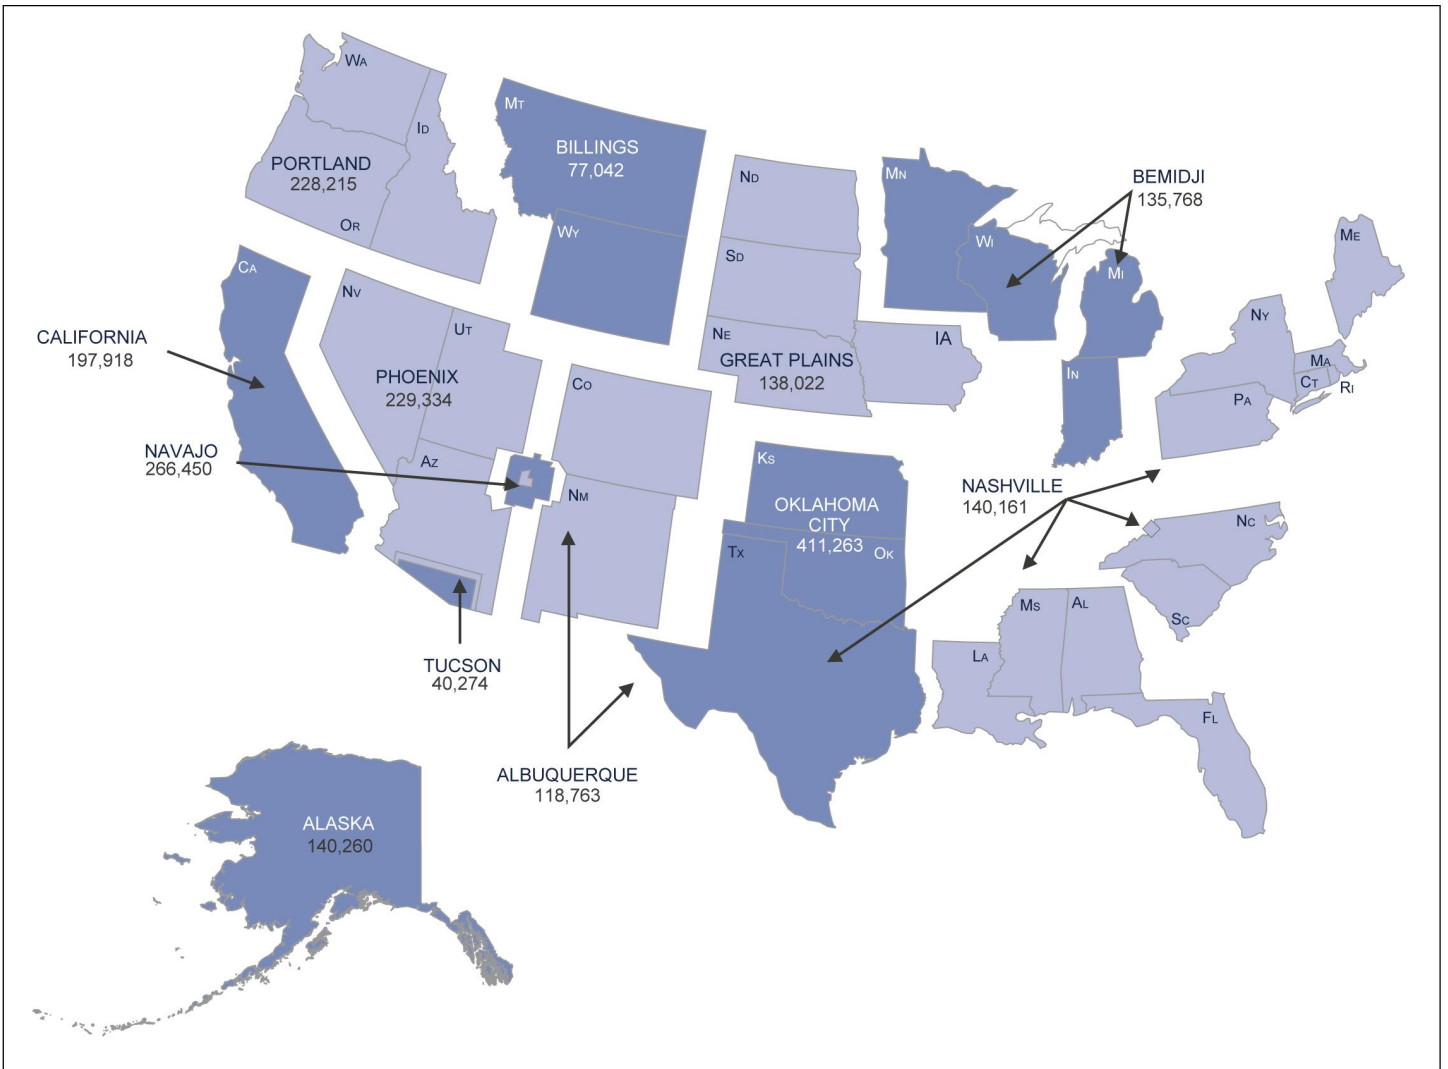 WA
ID
PORTLAND
228,215
OR
MT
BILLINGS
77,042
WY
ND
SD
NE
IA
GREAT PLAINS
138,022
MN
WI
MI
IN
BEMIDJI
135,768
ME
NY
MA
CT
RI
PA
CA
CALIFORNIA
197,918
NV
UT
PHOENIX
229,334
AZ
NAVAJO
266,450
CO
NM
KS
OKLAHOMA
CITY
411,263
OK
TX
NASHVILLE
140,161
NC
SC
MS
AL
LA
FL
TUCSON
40,274
ALBUQUERQUE
118,763
ALASKA
140,260